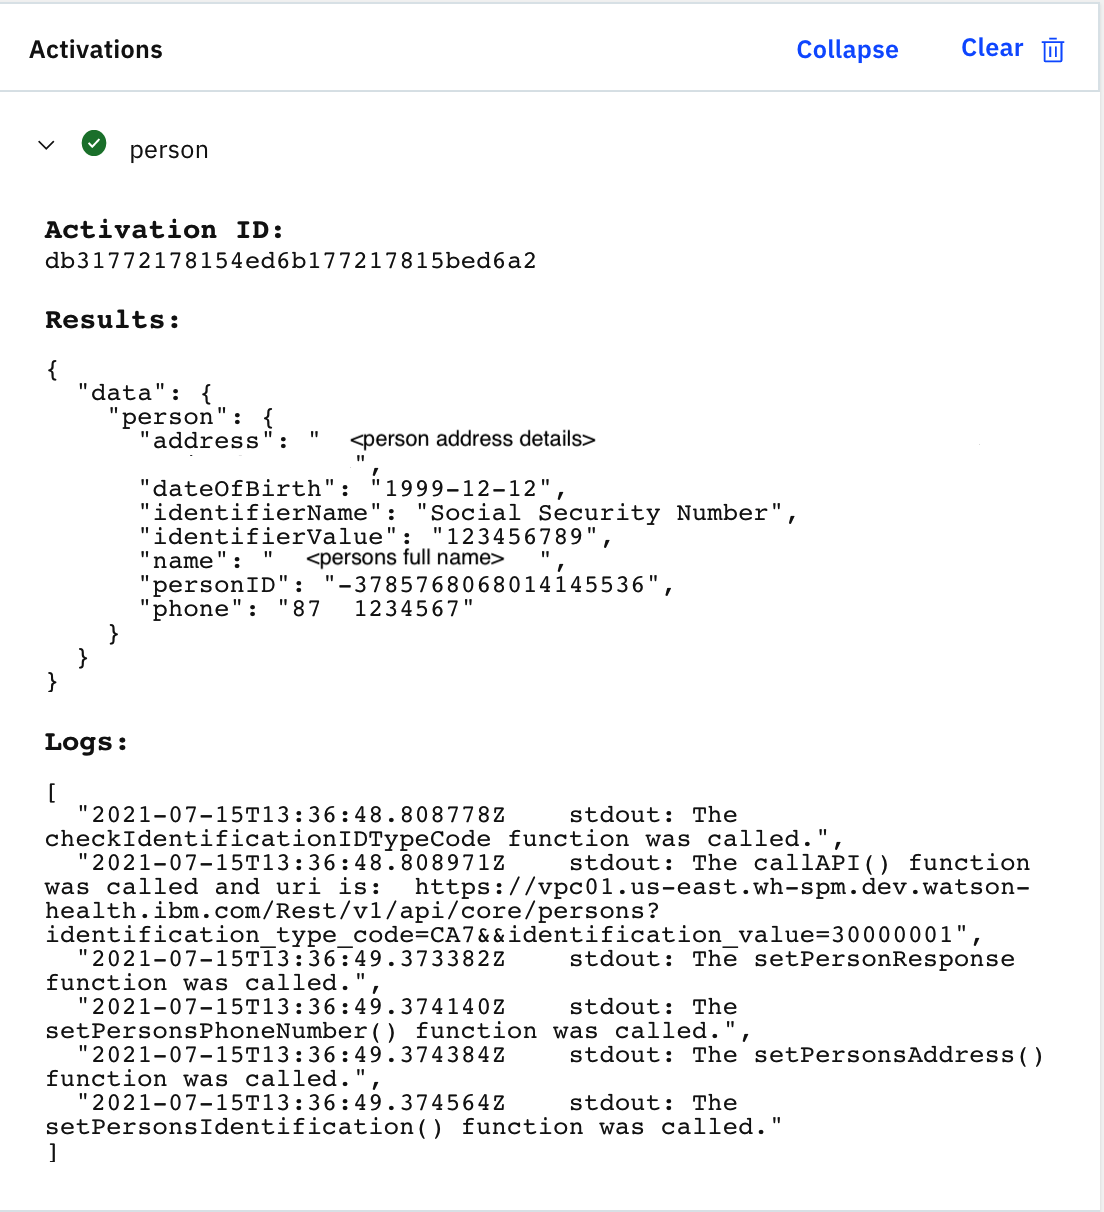 Activations
Collapse
Clear
person
Activation ID:
db31772178154ed6b177217815bed6a2
Results:
{
"data": {
"person": {
"address": " <person address details>
",
"dateOfBirth": "1999-12-12",
"identifierName": "Social Security Number",
"identifierValue": "123456789",
"name": " <persons full name> ",
"personID": "-3785768068014145536",
"phone": "87 1234567"
}
}
}
Logs:
[
"2021-07-15T13:36:48.808778Z stdout: The
checkIdentificationIDTypeCode function was called.",
"2021-07-15T13:36:48.808971Z stdout: The callAPI() function
was called and uri is: https://vpc01.us-east.wh-spm.dev.watson-
health.ibm.com/Rest/v1/api/core/persons?
identification_type_code=CA7&&identification_value=30000001",
"2021-07-15T13:36:49.373382Z stdout: The setPersonResponse
function was called.",
"2021-07-15T13:36:49.374140Z stdout: The
setPersonsPhoneNumber() function was called.",
"2021-07-15T13:36:49.374384Z stdout: The setPersonsAddress()
function was called.",
"2021-07-15T13:36:49.374564Z stdout: The
setPersonsIdentification() function was called."
]